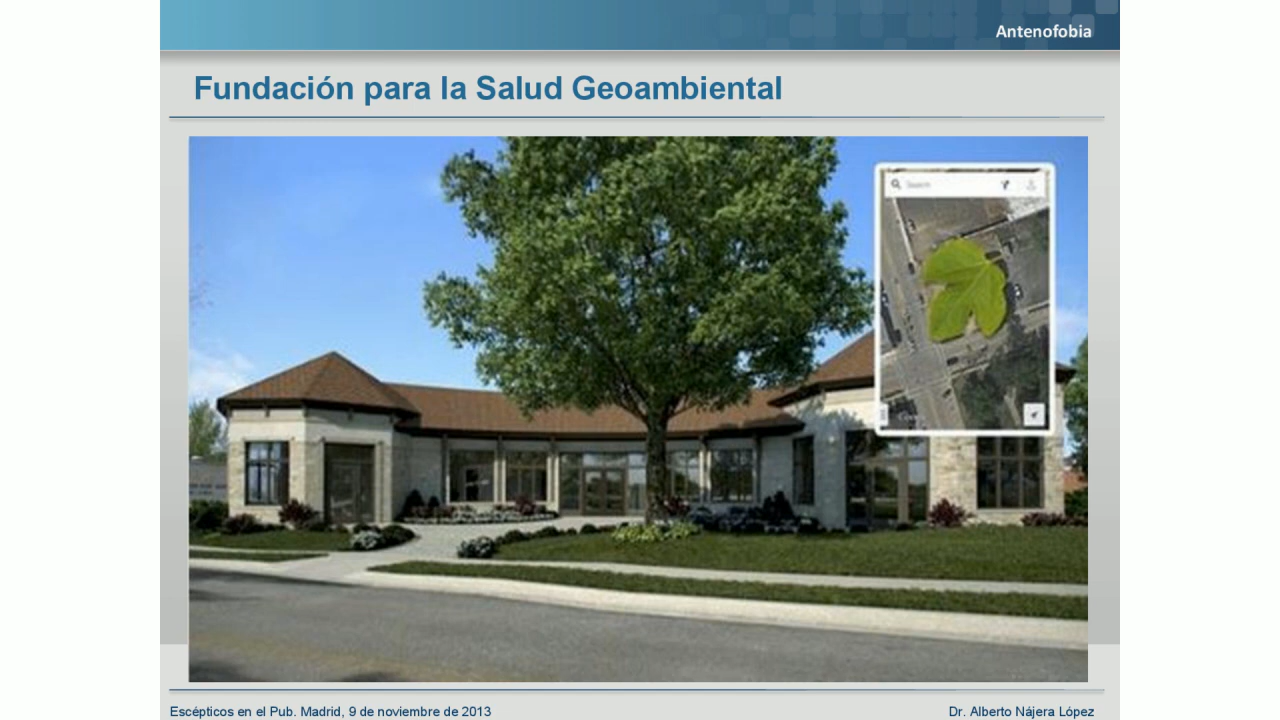 Antenofobia
Fundación para la Salud Geoambiental
Search
Escépticos en el Pub. Madrid, 9 de noviembre de 2013
Dr. Alberto Nájera López